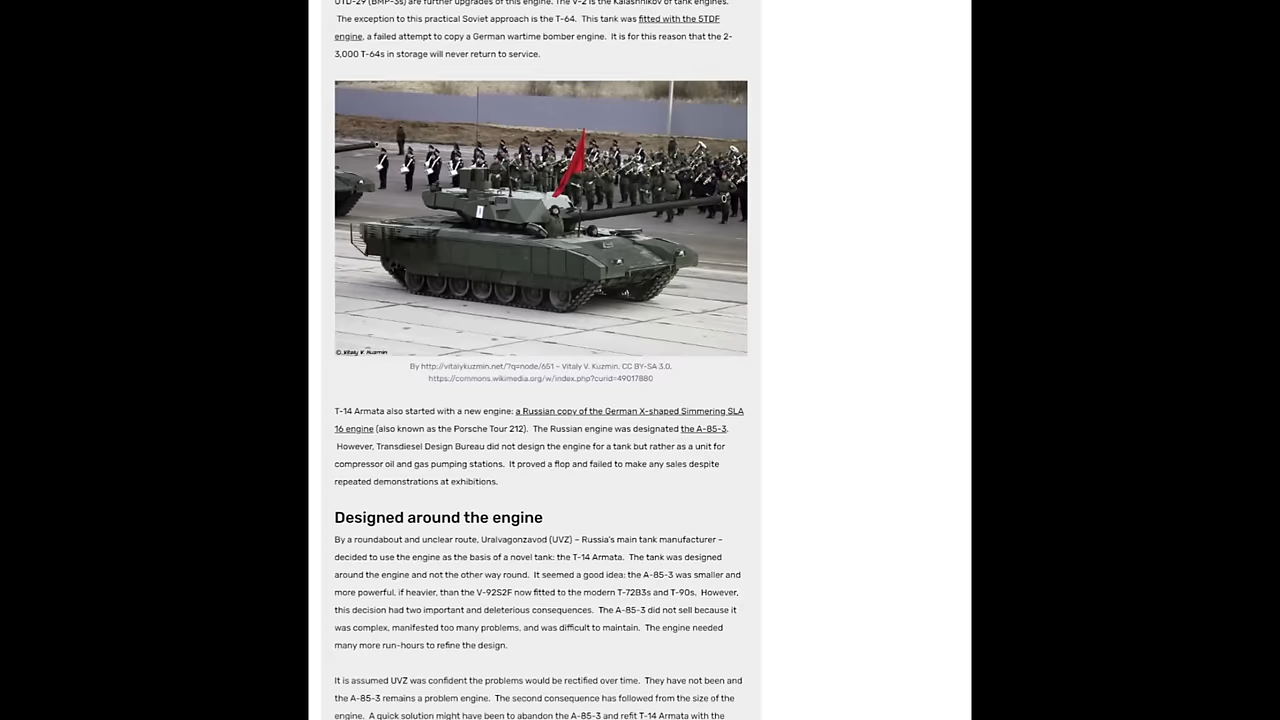 UTD-29 (BMP-3s) are further upgrades of this engine. The V-2 is the Kalashnikov of tank engines.
The exception to this practical Soviet approach is the T-64. This tank was fitted with the 5TDF
engine, a failed attempt to copy a German wartime bomber engine. It is for this reason that the 2-
3,000 T-64s in storage will never return to service.
© Vitaly V. Kuzmin
By http://vitalykuzmin.net/?q=node/651 – Vitaly V. Kuzmin, CC BY-SA 3.0,
https://commons.wikimedia.org/w/index.php?curid=49017880
T-14 Armata also started with a new engine: a Russian copy of the German X-shaped Simmering SLA
16 engine (also known as the Porsche Tour 212). The Russian engine was designated the A-85-3.
However, Transdiesel Design Bureau did not design the engine for a tank but rather as a unit for
compressor oil and gas pumping stations. It proved a flop and failed to make any sales despite
repeated demonstrations at exhibitions.
Designed around the engine
By a roundabout and unclear route, Uralvagonzavod (UVZ) – Russia's main tank manufacturer –
decided to use the engine as the basis of a novel tank: the T-14 Armata. The tank was designed
around the engine and not the other way round. It seemed a good idea: the A-85-3 was smaller and
more powerful, if heavier, than the V-92S2F now fitted to the modern T-72B3s and T-90s. However,
this decision had two important and deleterious consequences. The A-85-3 did not sell because it
was complex, manifested too many problems, and was difficult to maintain. The engine needed
many more run-hours to refine the design.
It is assumed UVZ was confident the problems would be rectified over time. They have not been and
the A-85-3 remains a problem engine. The second consequence has followed from the size of the
engine. A quick solution might have been to abandon the A-85-3 and refit T-14 Armata with the